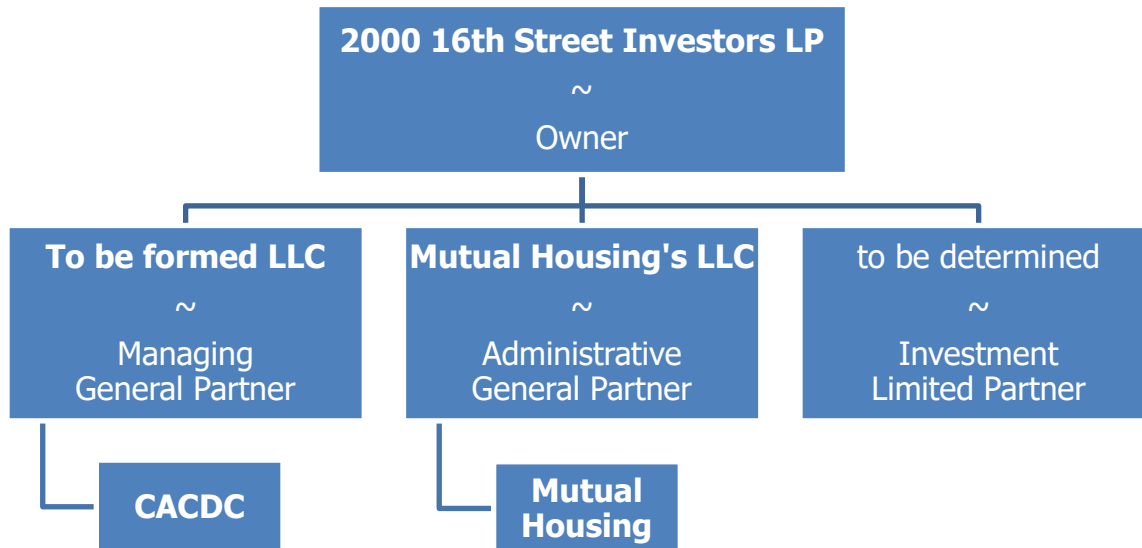 2000 16th Street Investors LP
~
Owner
To be formed LLC
~
Managing
General Partner
Mutual Housing's LLC
~
Administrative
General Partner
to be determined
~
Investment
Limited Partner
CACDC
Mutual
Housing